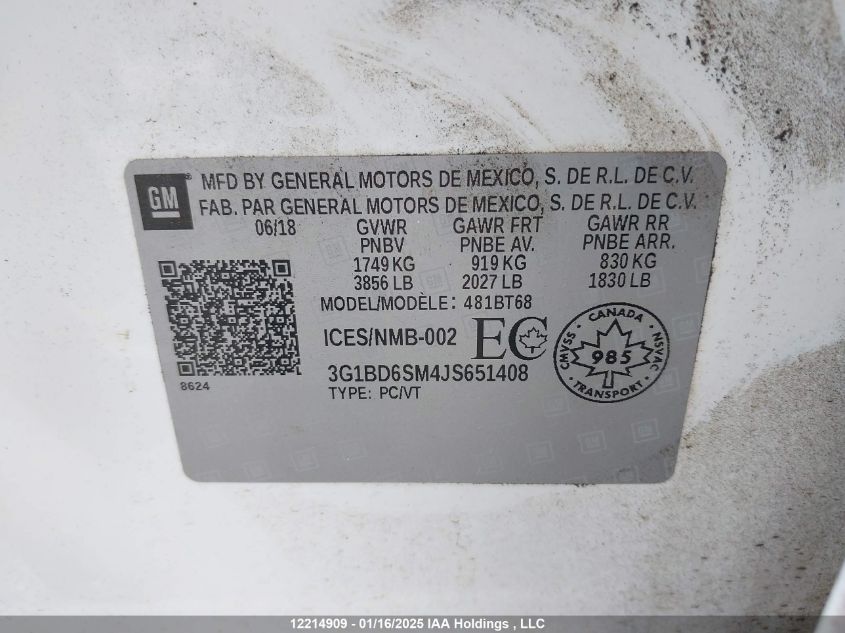 GM
MFD BY GENERAL MOTORS DE MEXICO, S. DE R.L. DE C.V.
FAB. PAR GENERAL MOTORS DE MEXICO, S. DE R.L. DE C.V.
06/18 GVWR GAWR FRT GAWR RR
PNBV PNBE AV. PNBE ARR.
1749 KG 919 KG 830 KG
3856 LB 2027 LB 1830 LB
MODEL/MODÈLE: 481BT68
ICES/NMB-002 EC
CANADA
CMVSS 985 NSVAC
TRANSPORT
3G1BD6SM4JS651408
8624
TYPE: PC/VT
12214909 - 01/16/2025 IAA Holdings , LLC